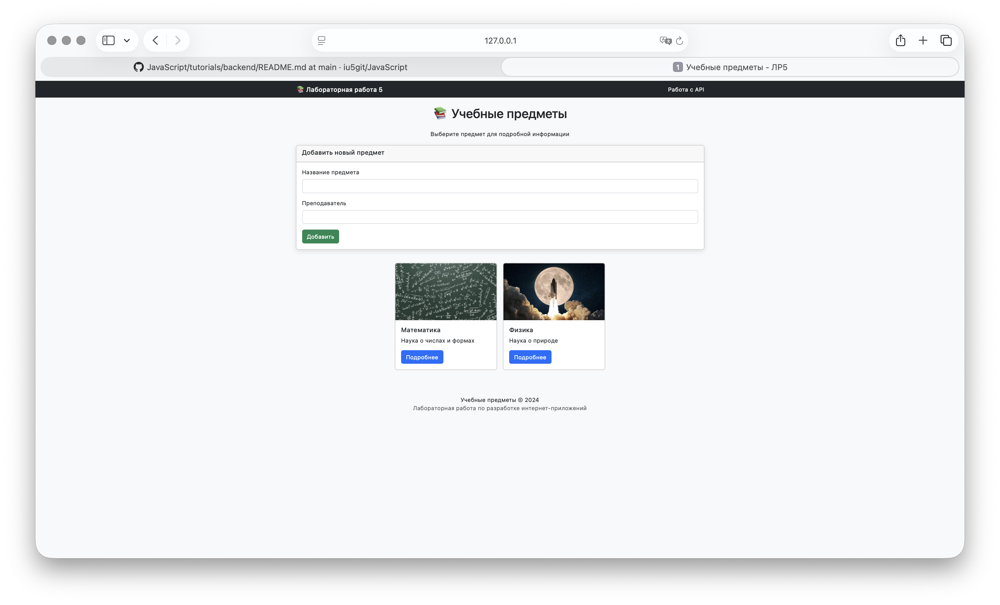 127.0.0.1
JavaScript/tutorials/backend/README.md at main · iu5git/JavaScript
1 Учебные предметы - ЛР5
📚 Лабораторная работа 5
Работа с API
📚 Учебные предметы
Выберите предмет для подробной информации
Добавить новый предмет
Название предмета
Преподаватель
Добавить
Математика
Наука о числах и формах
Подробнее
Физика
Наука о природе
Подробнее
Учебные предметы © 2024
Лабораторная работа по разработке интернет-приложений